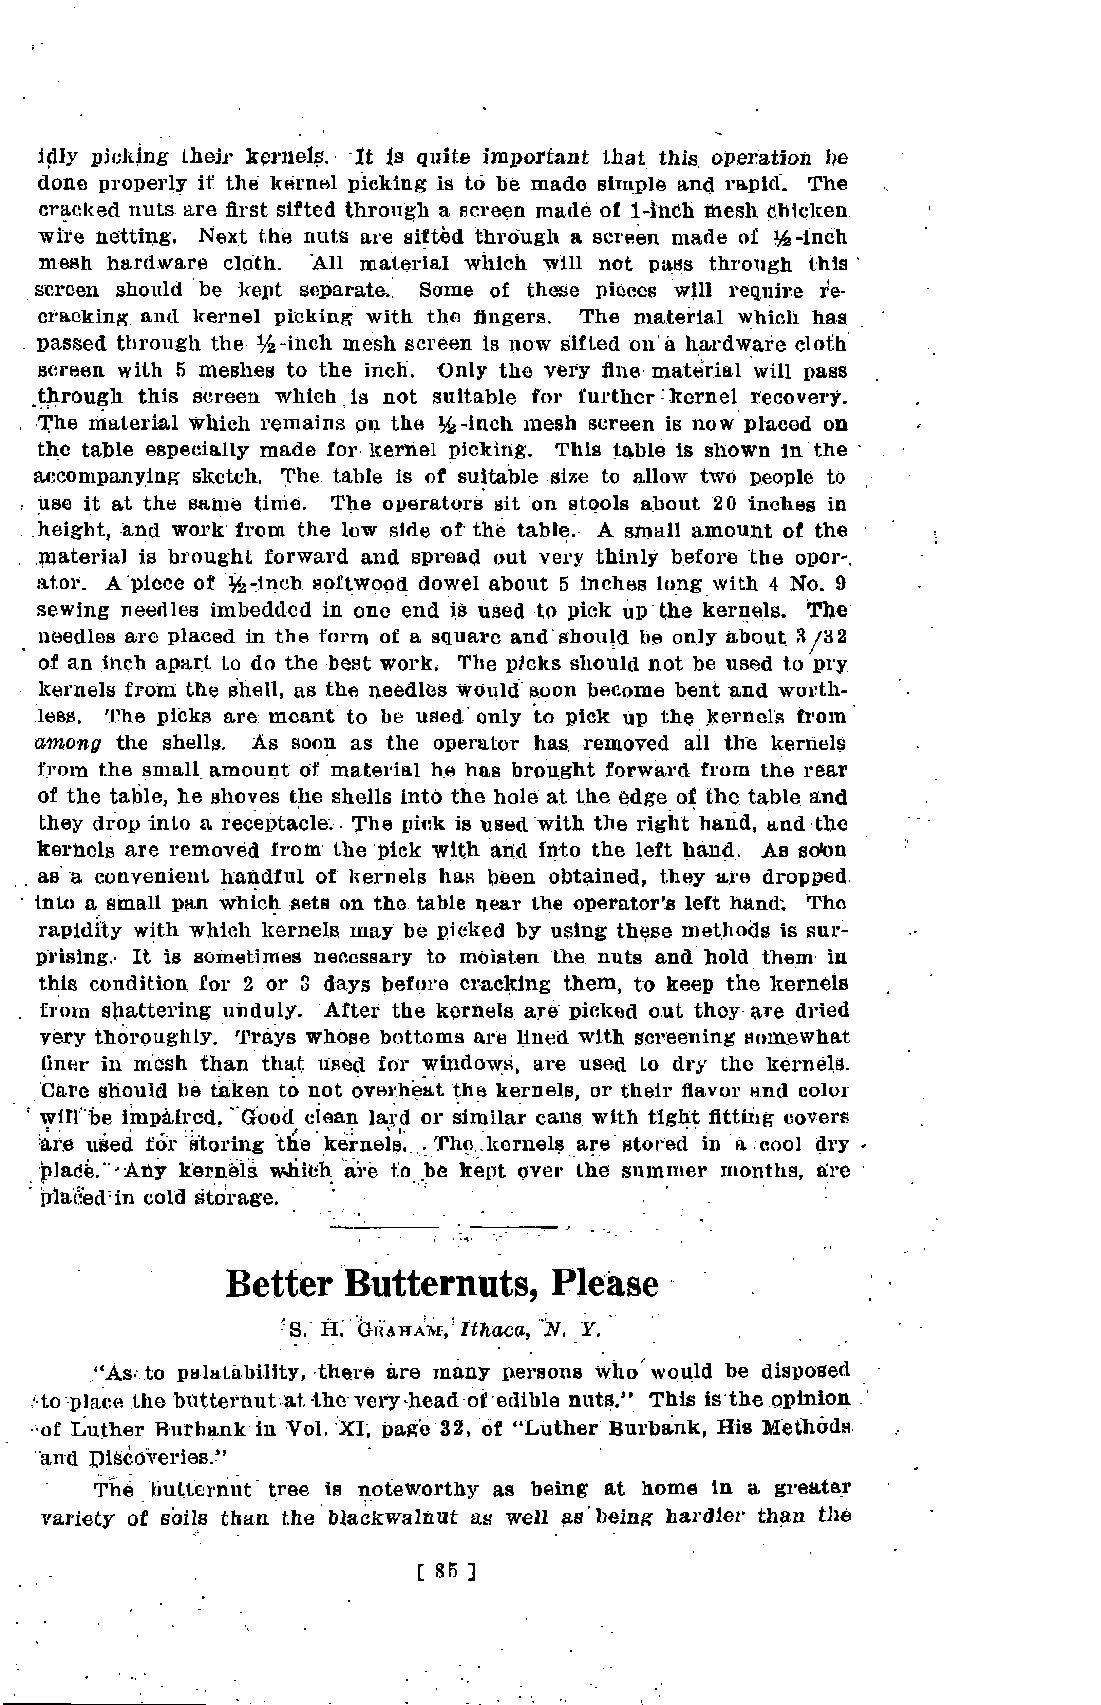 idly picking their kernels. It is quite important that this operation be
done properly if the kernel picking is to be made simple and rapid. The
cracked nuts are first sifted through a screen made of 1-inch mesh chicken
wire netting. Next the nuts are sifted through a screen made of ½-inch
mesh hardware cloth. All material which will not pass through this
screen should be kept separate. Some of these pieces will require re-
cracking and kernel picking with the fingers. The material which has
passed through the ½-inch mesh screen is now sifted on a hardware cloth
screen with 5 meshes to the inch. Only the very fine material will pass
through this screen which is not suitable for further kernel recovery.
The material which remains on the ½-inch mesh screen is now placed on
the table especially made for kernel picking. This table is shown in the
accompanying sketch. The table is of suitable size to allow two people to
use it at the same time. The operators sit on stools about 20 inches in
height, and work from the low side of the table. A small amount of the
material is brought forward and spread out very thinly before the oper-
ator. A piece of ½-inch softwood dowel about 5 inches long with 4 No. 9
sewing needles imbedded in one end is used to pick up the kernels. The
needles are placed in the form of a square and should be only about 3/32
of an inch apart to do the best work. The picks should not be used to pry
kernels from the shell, as the needles would soon become bent and worth-
less. The picks are meant to be used only to pick up the kernels from
among the shells. As soon as the operator has removed all the kernels
from the small amount of material he has brought forward from the rear
of the table, he shoves the shells into the hole at the edge of the table and
they drop into a receptacle. The pick is used with the right hand, and the
kernels are removed from the pick with and into the left hand. As soon
as a convenient handful of kernels has been obtained, they are dropped
into a small pan which sets on the table near the operator's left hand. The
rapidity with which kernels may be picked by using these methods is sur-
prising. It is sometimes necessary to moisten the nuts and hold them in
this condition for 2 or 3 days before cracking them, to keep the kernels
from shattering unduly. After the kernels are picked out they are dried
very thoroughly. Trays whose bottoms are lined with screening somewhat
finer in mesh than that used for windows, are used to dry the kernels.
Care should be taken to not overheat the kernels, or their flavor and color
will be impaired. Good clean lard or similar cans with tight fitting covers
are used for storing the kernels. The kernels are stored in a cool dry
place. Any kernels which are to be kept over the summer months, are
placed in cold storage.
Better Butternuts, Please
S. H. GRAHAM, Ithaca, N. Y.
"As to palatability, there are many persons who would be disposed
to place the butternut at the very head of edible nuts." This is the opinion
of Luther Burbank in Vol. XI, page 32, of "Luther Burbank, His Methods
and Discoveries."
The butternut tree is noteworthy as being at home in a greater
variety of soils than the blackwalnut as well as being hardier than the
[ 85 ]